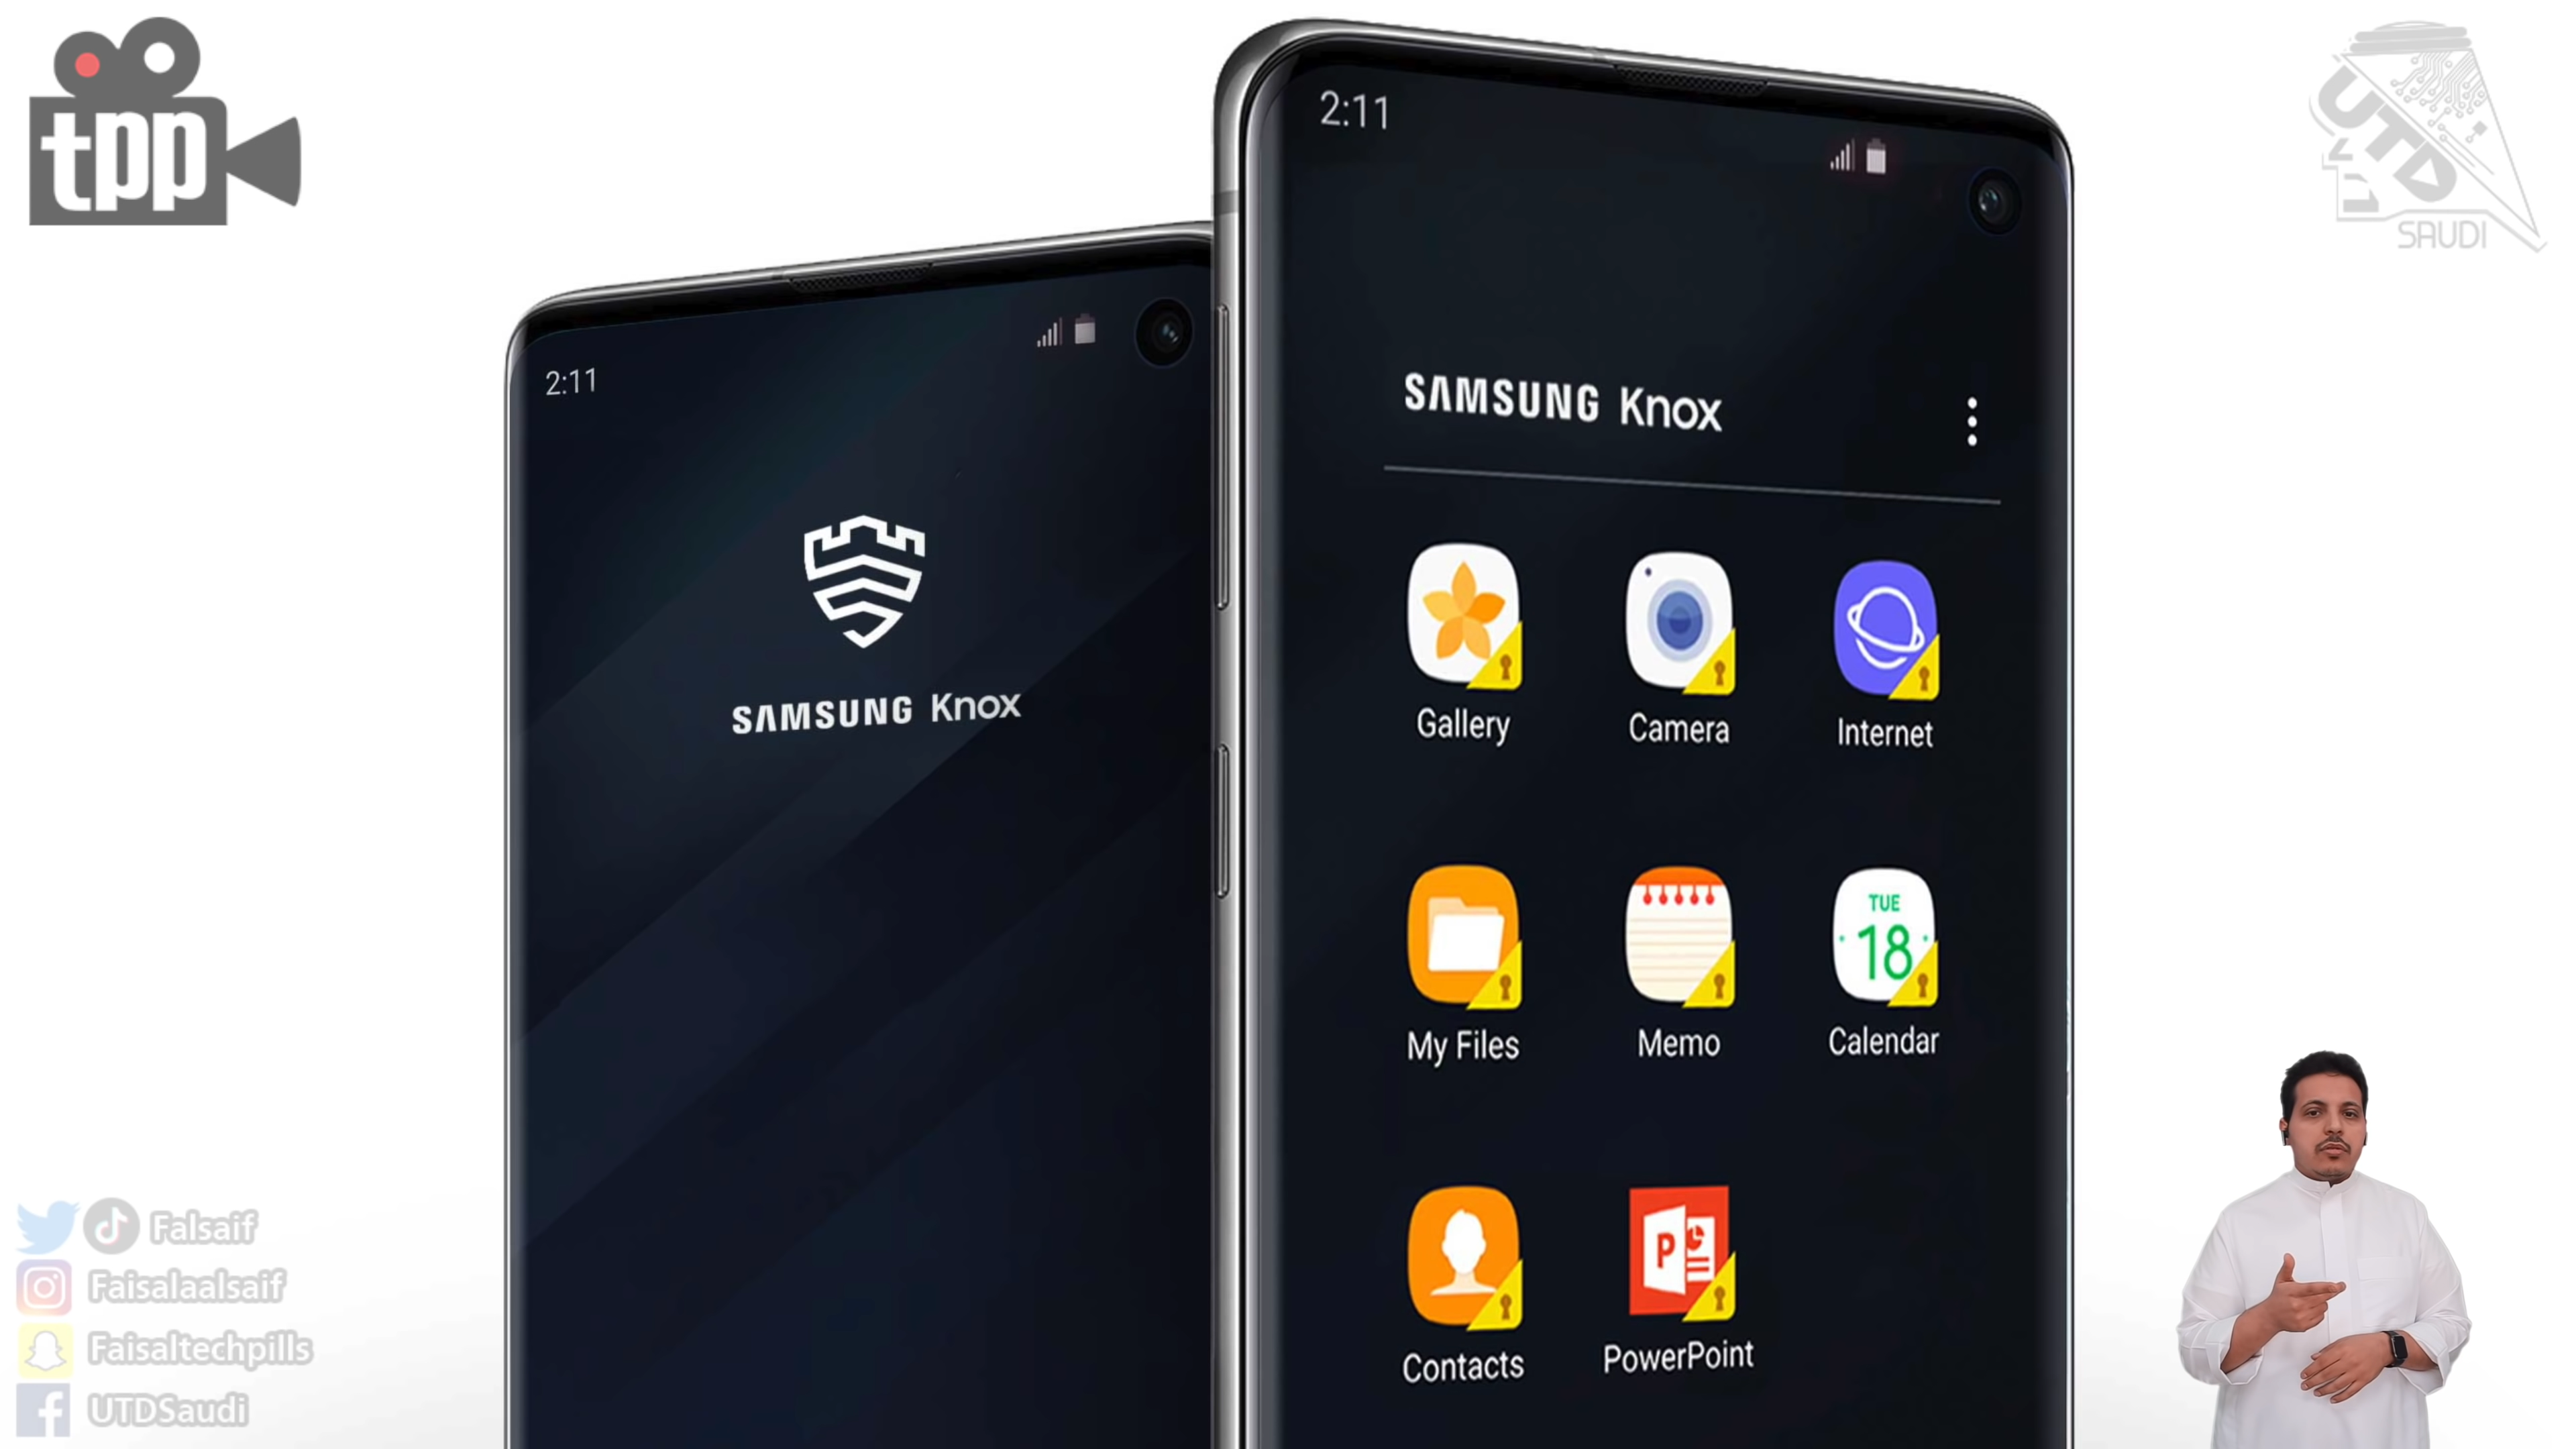 tpp
UTD
SAUDI
2:11
SAMSUNG Knox
2:11
SAMSUNG Knox
Gallery
Camera
Internet
My Files
Memo
TUE
18
Calendar
Contacts
P
PowerPoint
Falsaif
Faisalaalsaif
Faisaltechpills
UTDSaudi